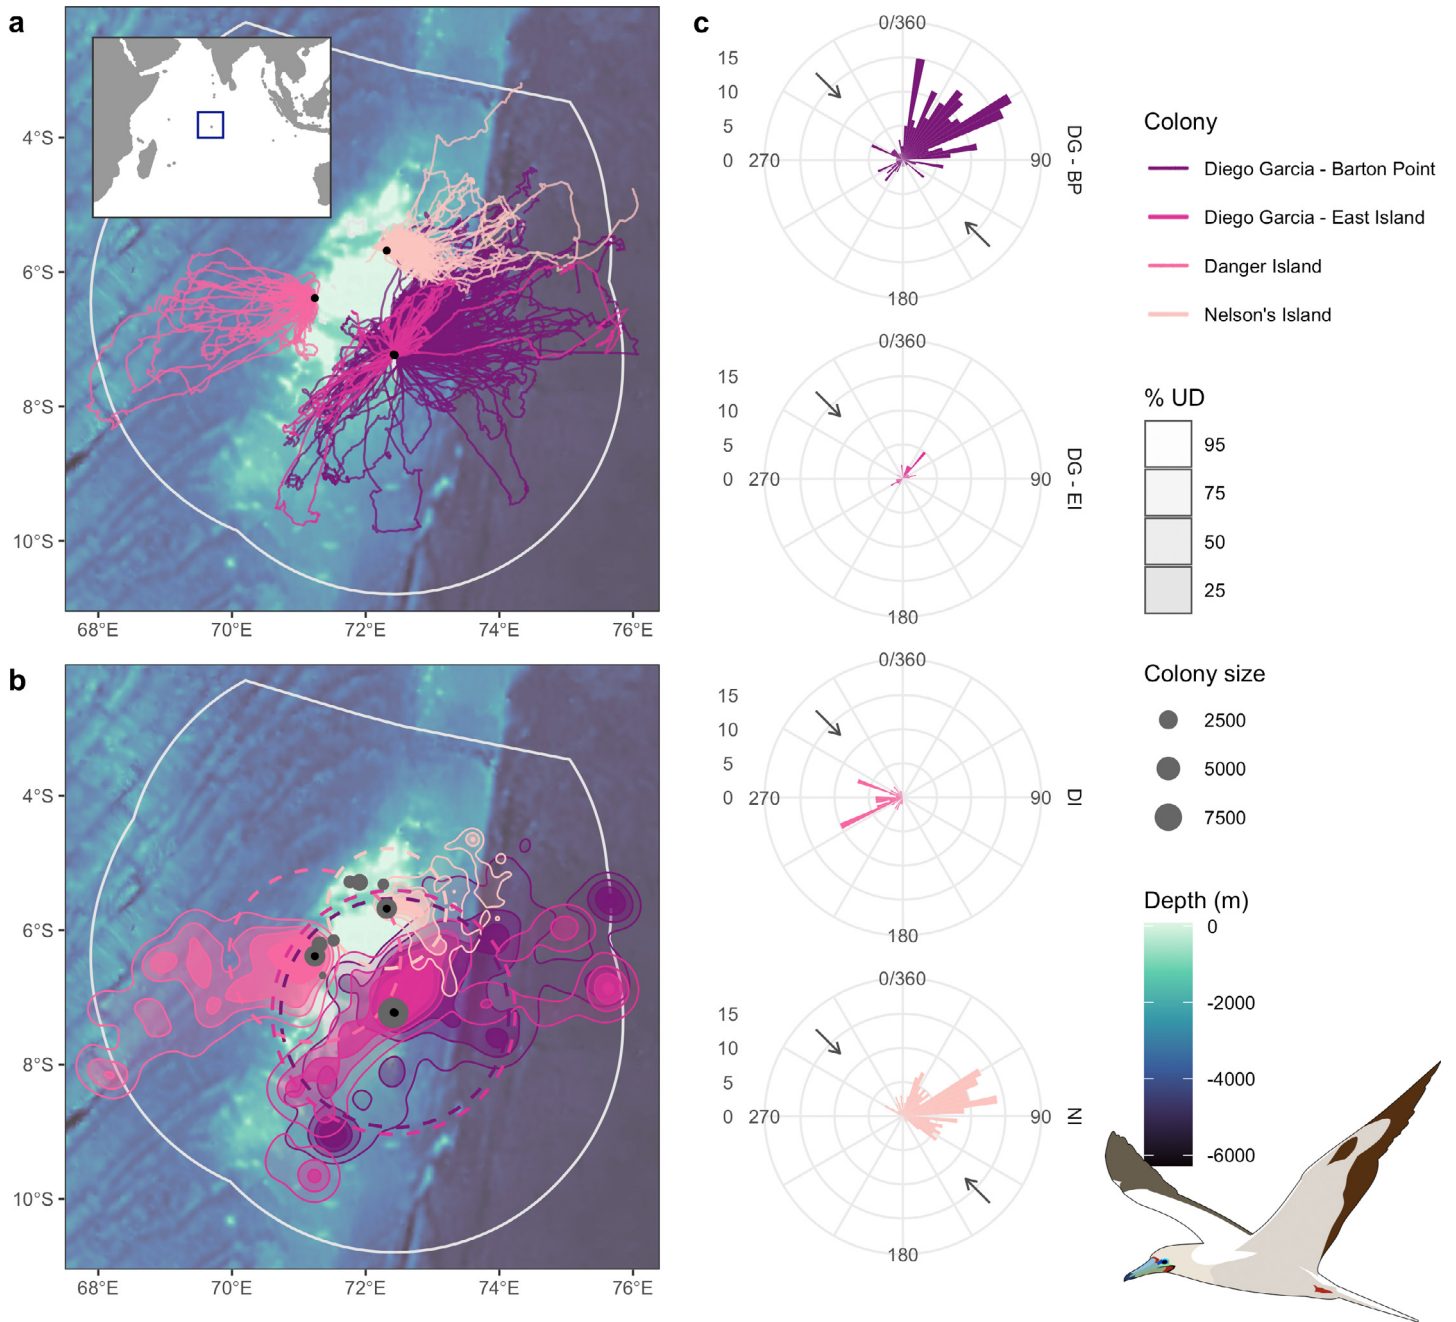 a
4°S
6°S
8°S
10°S
68°E 70°E 72°E 74°E 76°E
b
4°S
6°S
8°S
10°S
68°E 70°E 72°E 74°E 76°E
c
0/360
15
10
5
0 270 90
180
DG - BP
0/360
15
10
5
0 270 90
180
DG - EI
0/360
15
10
5
0 270 90
180
DI
0/360
15
10
5
0 270 90
180
NI
Colony
Diego Garcia - Barton Point
Diego Garcia - East Island
Danger Island
Nelson's Island
% UD
95
75
50
25
Colony size
2500
5000
7500
Depth (m)
0
-2000
-4000
-6000